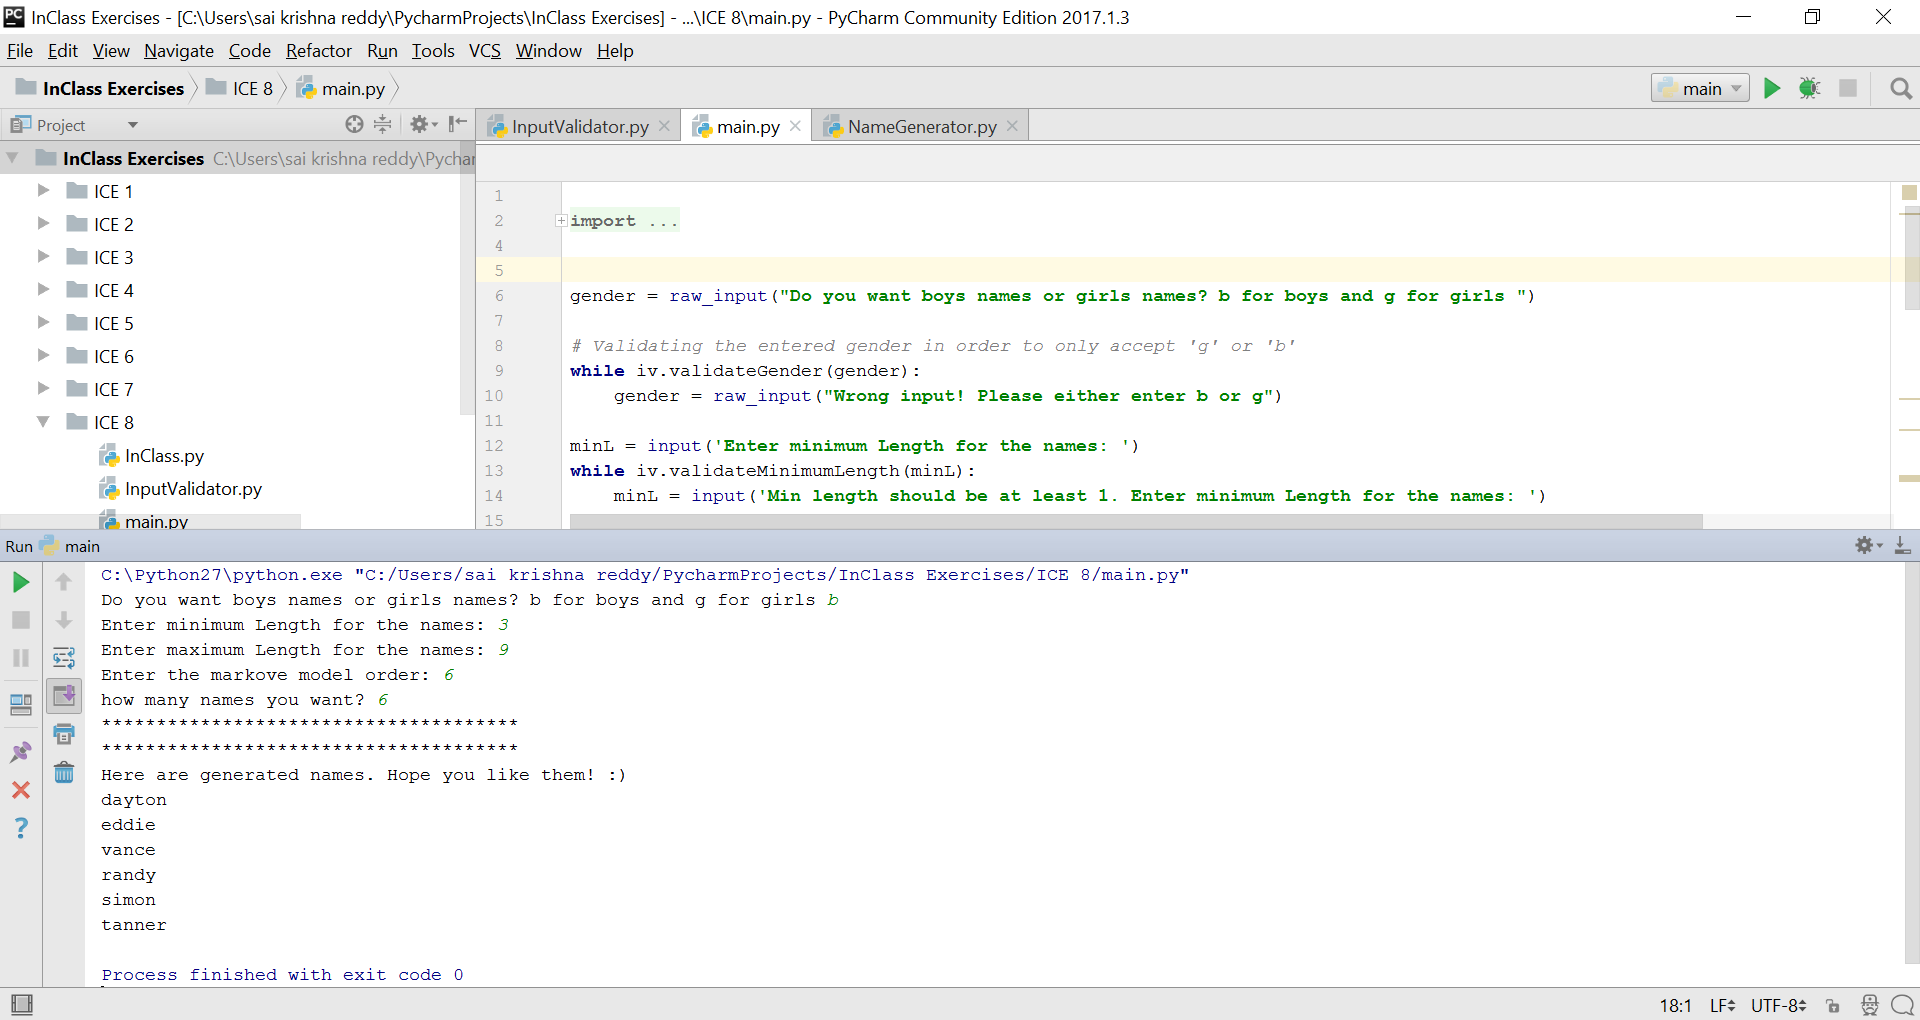 PC InClass Exercises - [C:\Users\sai krishna reddy\PycharmProjects\InClass Exercises] - ...\ICE 8\main.py - PyCharm Community Edition 2017.1.3
File Edit View Navigate Code Refactor Run Tools VCS Window Help
InClass Exercises ICE 8 main.py main
Project
InputValidator.py main.py NameGenerator.py
InClass Exercises C:\Users\sai krishna reddy\Pychar
ICE 1
ICE 2
ICE 3
ICE 4
ICE 5
ICE 6
ICE 7
ICE 8
InClass.py
InputValidator.py
main.py
1
2 import ...
4
5
6 gender = raw_input("Do you want boys names or girls names? b for boys and g for girls ")
7
8 # Validating the entered gender in order to only accept 'g' or 'b'
9 while iv.validateGender(gender):
10 gender = raw_input("Wrong input! Please either enter b or g")
11
12 minL = input('Enter minimum Length for the names: ')
13 while iv.validateMinimumLength(minL):
14 minL = input('Min length should be at least 1. Enter minimum Length for the names: ')
15
Run main
C:\Python27\python.exe "C:/Users/sai krishna reddy/PycharmProjects/InClass Exercises/ICE 8/main.py"
Do you want boys names or girls names? b for boys and g for girls b
Enter minimum Length for the names: 3
Enter maximum Length for the names: 9
Enter the markove model order: 6
how many names you want? 6
**************************************
**************************************
Here are generated names. Hope you like them! :)
dayton
eddie
vance
randy
simon
tanner
Process finished with exit code 0
18:1 LF UTF-8